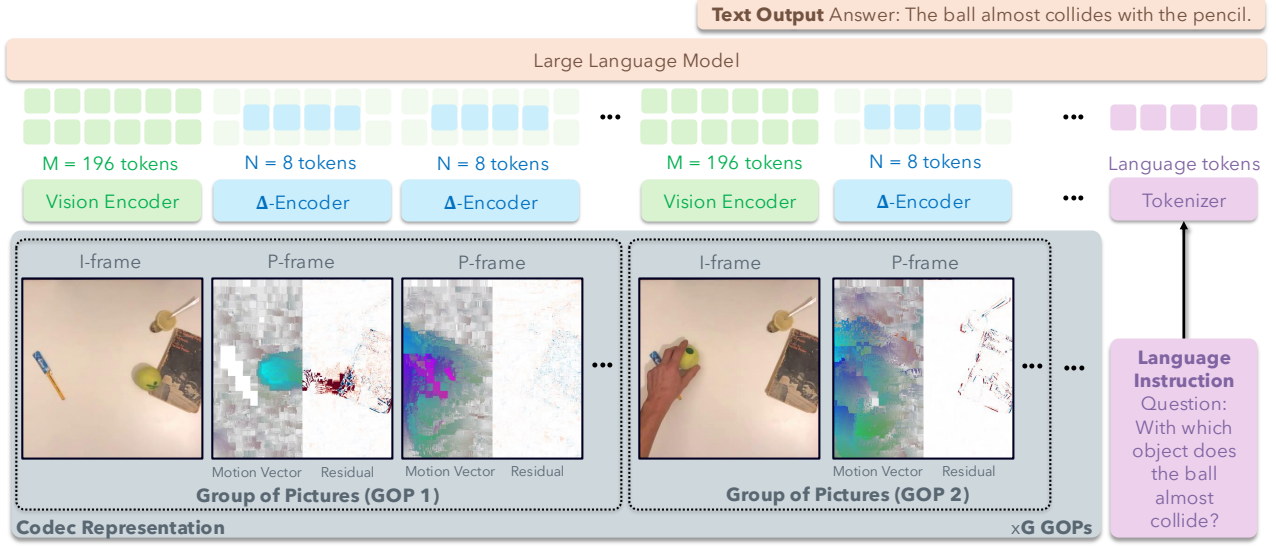 Text Output Answer: The ball almost collides with the pencil.
Large Language Model
M = 196 tokens
N = 8 tokens
N = 8 tokens
...
M = 196 tokens
N = 8 tokens
...
Language tokens
Vision Encoder
Δ-Encoder
Δ-Encoder
Vision Encoder
Δ-Encoder
...
Tokenizer
I-frame
P-frame
P-frame
I-frame
P-frame
...
...
...
Motion Vector
Residual
Motion Vector
Residual
Motion Vector
Residual
Group of Pictures (GOP 1)
Group of Pictures (GOP 2)
Codec Representation
xG GOPs
Language
Instruction
Question:
With which
object does
the ball
almost
collide?